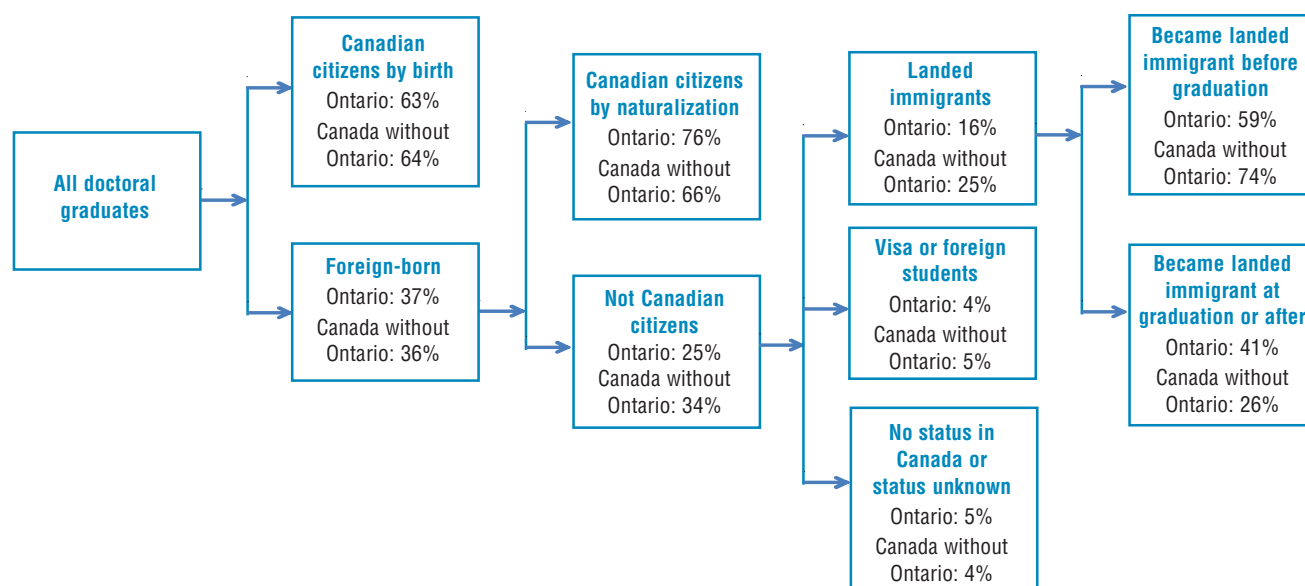 All doctoral
graduates
Canadian
citizens by birth
Ontario: 63%
Canada without
Ontario: 64%
Foreign-born
Ontario: 37%
Canada without
Ontario: 36%
Canadian citizens
by naturalization
Ontario: 76%
Canada without
Ontario: 66%
Not Canadian
citizens
Ontario: 25%
Canada without
Ontario: 34%
Landed
immigrants
Ontario: 16%
Canada without
Ontario: 25%
Visa or foreign
students
Ontario: 4%
Canada without
Ontario: 5%
No status in
Canada or
status unknown
Ontario: 5%
Canada without
Ontario: 4%
Became landed
immigrant before
graduation
Ontario: 59%
Canada without
Ontario: 74%
Became landed
immigrant at
graduation or after
Ontario: 41%
Canada without
Ontario: 26%